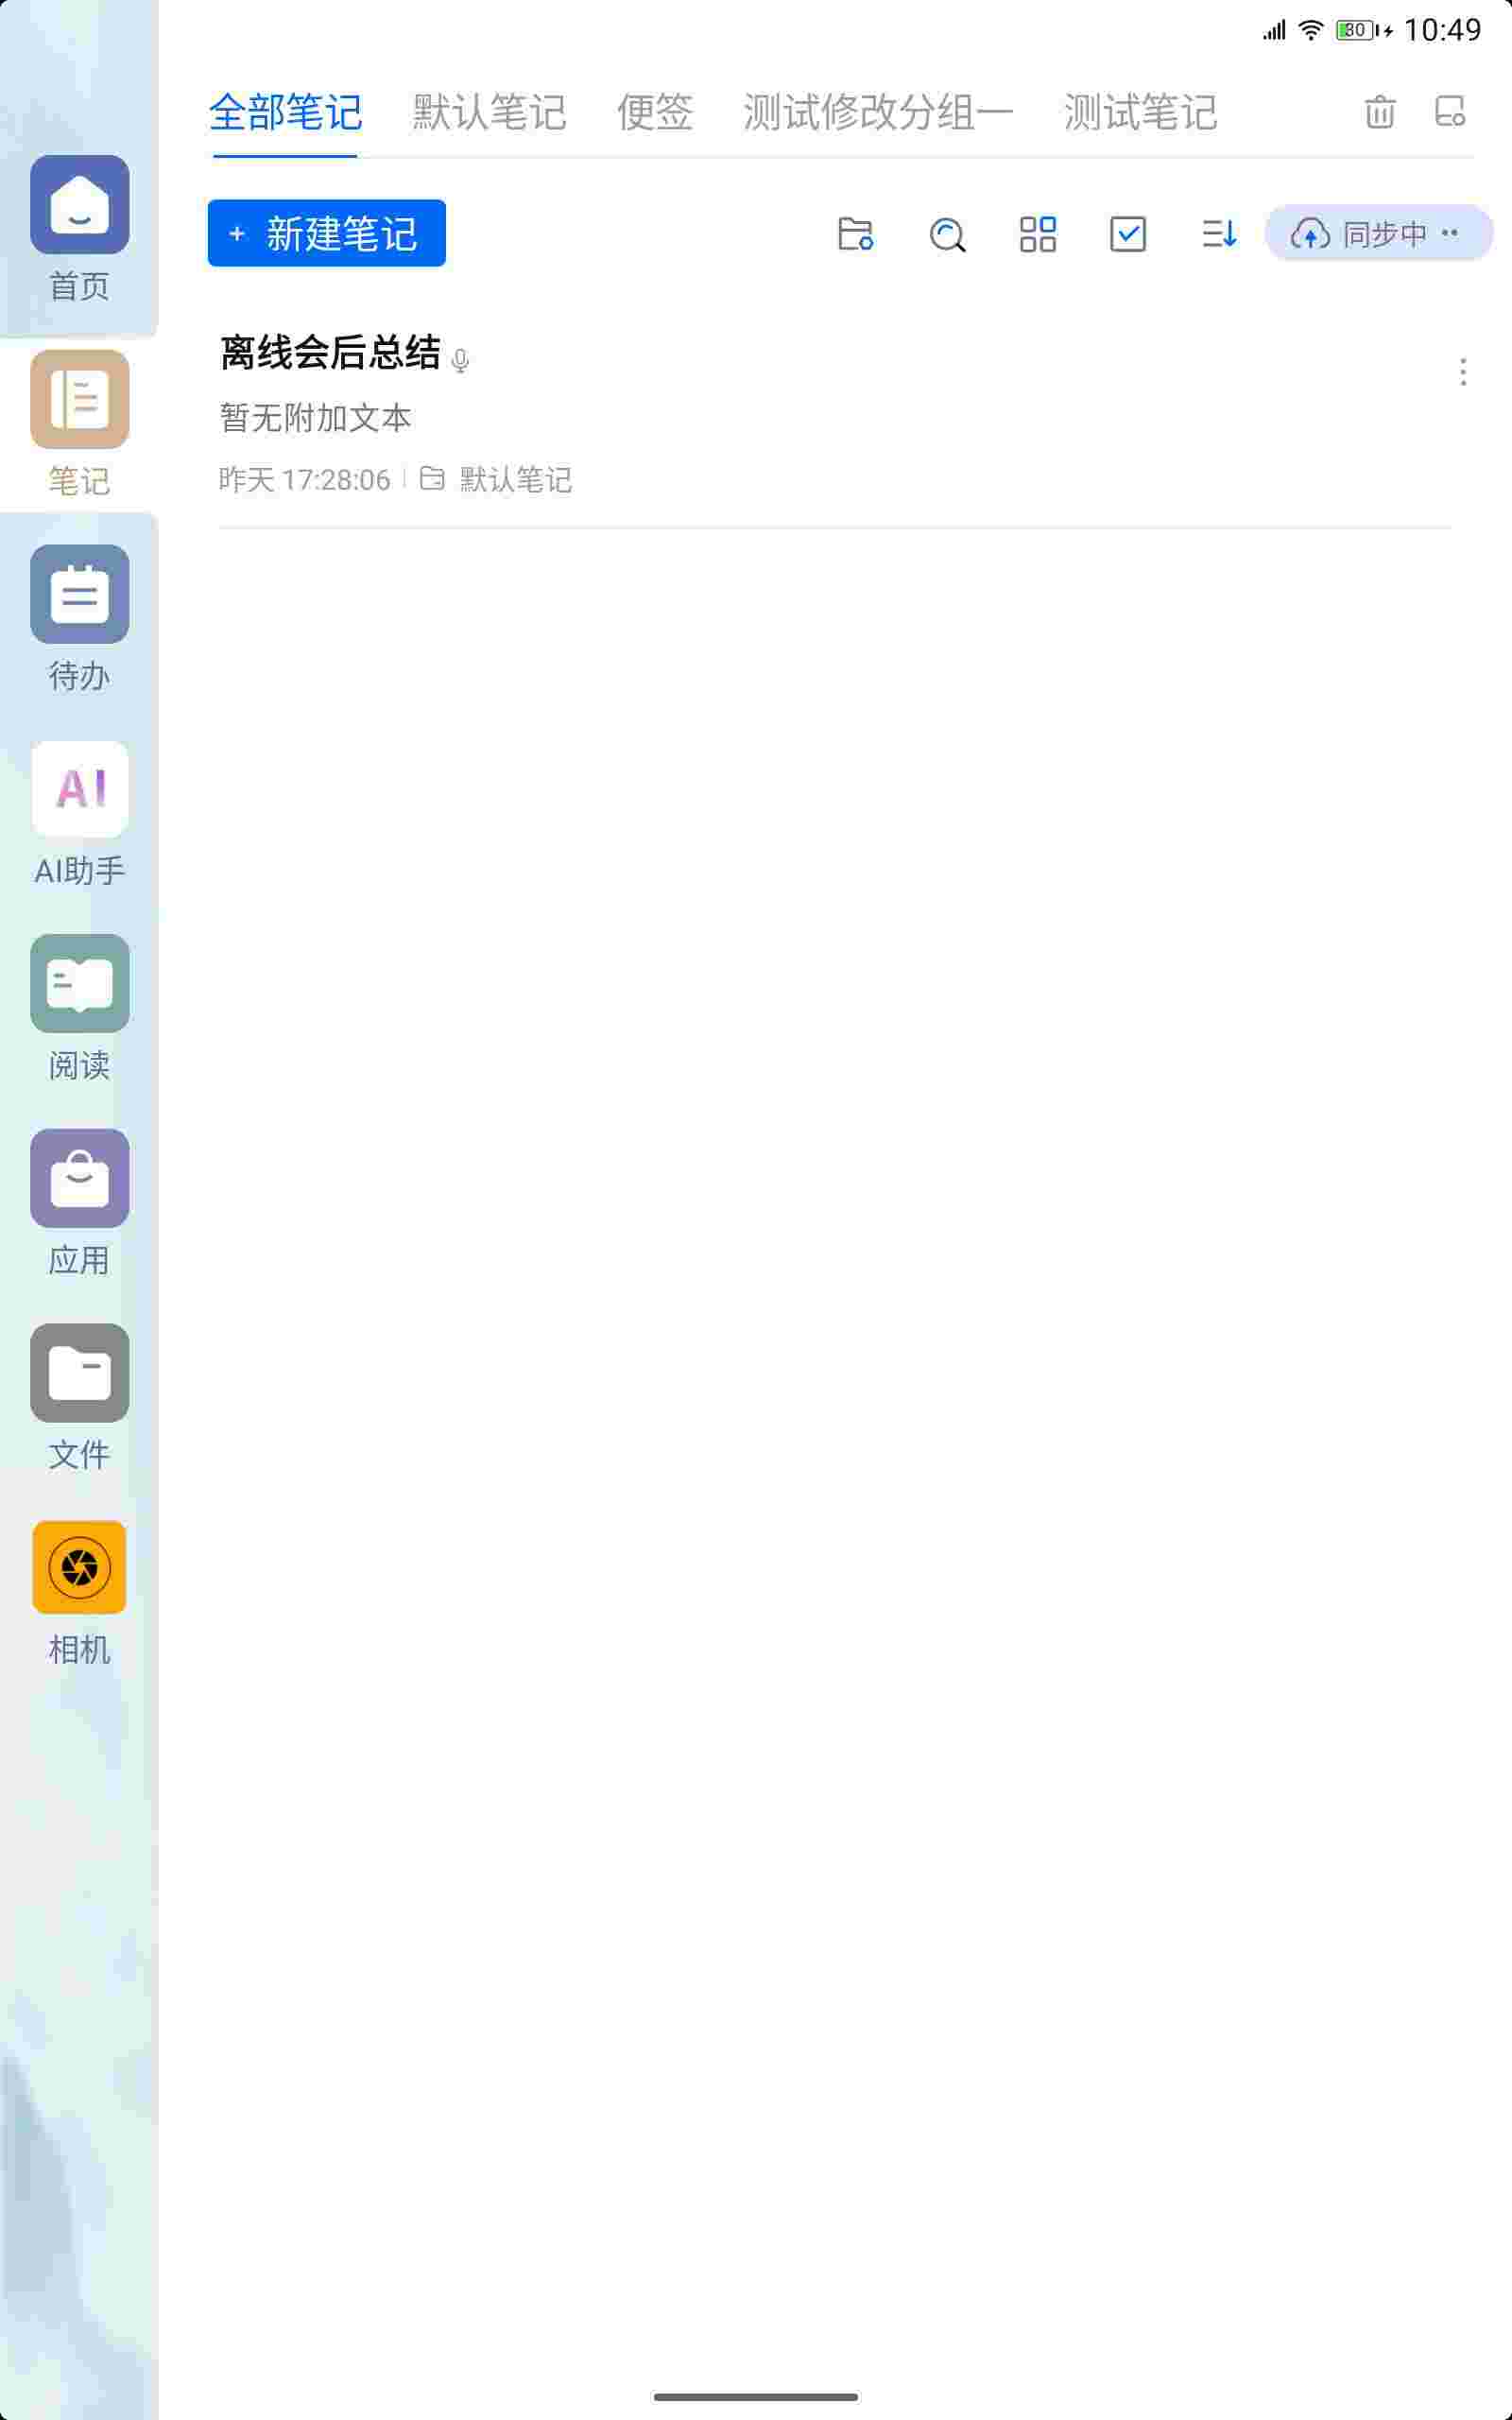 30 10:49
全部笔记 默认笔记 便签 测试修改分组一 测试笔记
+ 新建笔记
同步中 ··
首页
离线会后总结
暂无附加文本
昨天 17:28:06 默认笔记
笔记
待办
AI
AI助手
阅读
应用
文件
相机